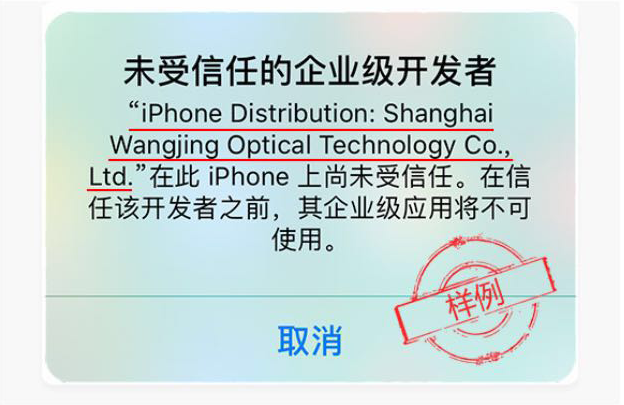 未受信任的企业级开发者
“iPhone Distribution: Shanghai
Wangjing Optical Technology Co.,
Ltd.”在此 iPhone 上尚未受信任。在信
任该开发者之前，其企业级应用将不可
使用。
样例
取消